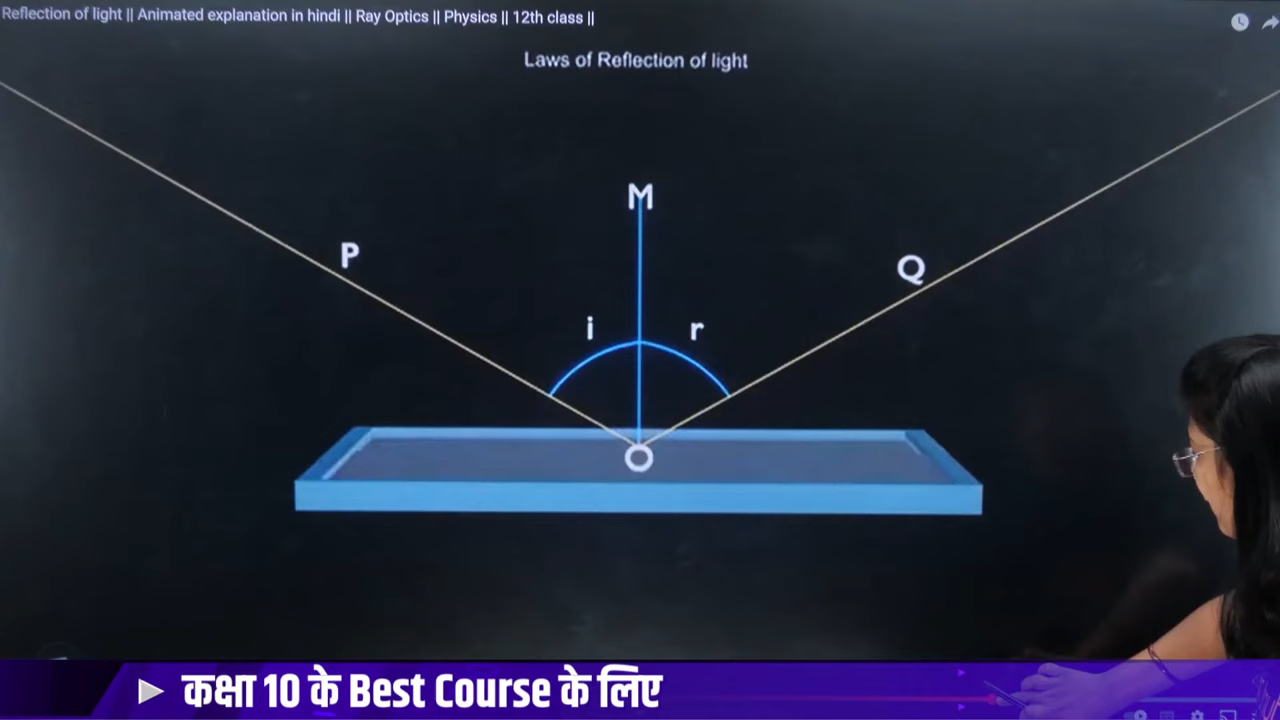 Reflection of light || Animated explanation in hindi || Ray Optics || Physics || 12th class ||
Laws of Reflection of light
M
P
Q
i
r
O
कक्षा 10 के Best Course के लिए